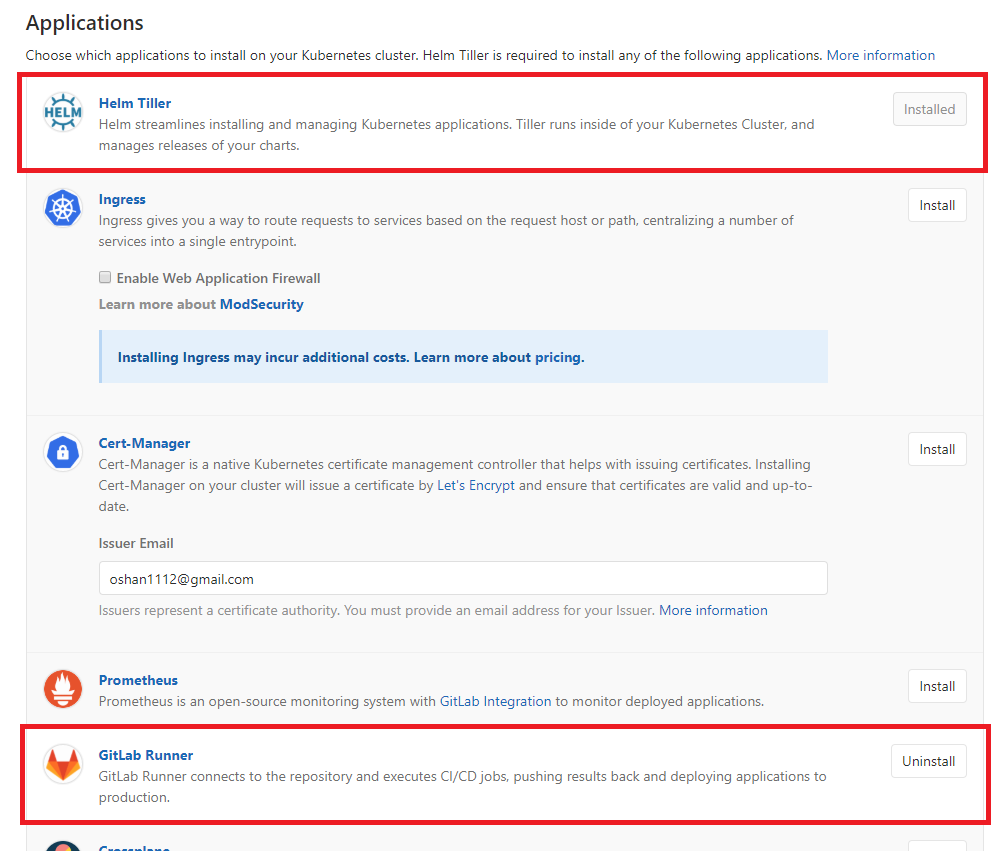 Applications
Choose which applications to install on your Kubernetes cluster. Helm Tiller is required to install any of the following applications. More information
HELM
Helm Tiller
Installed
Helm streamlines installing and managing Kubernetes applications. Tiller runs inside of your Kubernetes Cluster, and
manages releases of your charts.
Ingress
Install
Ingress gives you a way to route requests to services based on the request host or path, centralizing a number of
services into a single entrypoint.
Enable Web Application Firewall
Learn more about ModSecurity
Installing Ingress may incur additional costs. Learn more about pricing.
Cert-Manager
Install
Cert-Manager is a native Kubernetes certificate management controller that helps with issuing certificates. Installing
Cert-Manager on your cluster will issue a certificate by Let's Encrypt and ensure that certificates are valid and up-to-
date.
Issuer Email
oshan1112@gmail.com
Issuers represent a certificate authority. You must provide an email address for your Issuer. More information
Prometheus
Install
Prometheus is an open-source monitoring system with GitLab Integration to monitor deployed applications.
GitLab Runner
Uninstall
GitLab Runner connects to the repository and executes CI/CD jobs, pushing results back and deploying applications to
production.
Crossplane